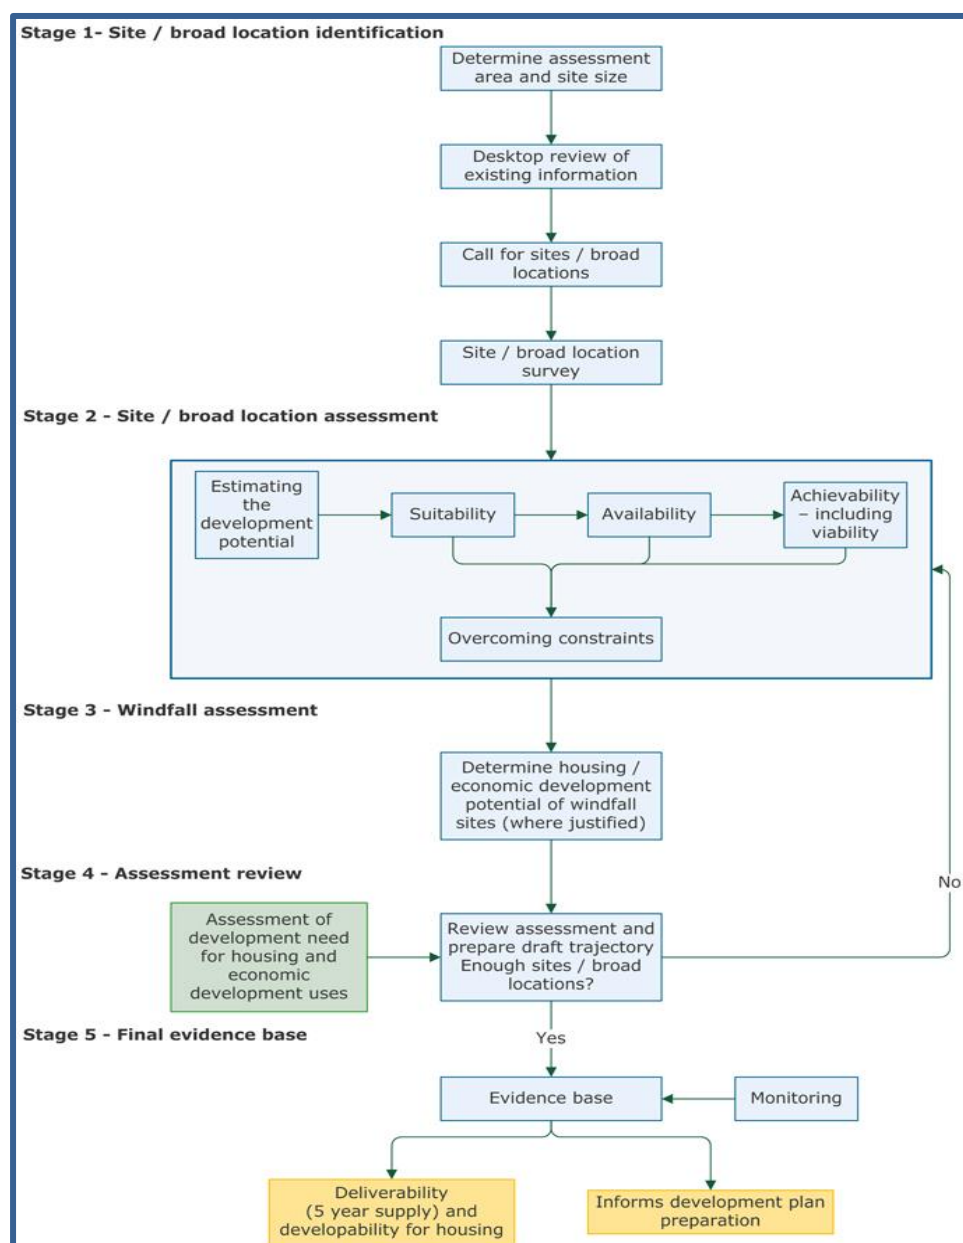 Stage 1- Site / broad location identification
Determine assessment
area and site size
Desktop review of
existing information
Call for sites / broad
locations
Site / broad location
survey
Stage 2 - Site / broad location assessment
Estimating
the
development
potential
Suitability
Availability
Achievability
– including
viability
Overcoming constraints
Stage 3 - Windfall assessment
Determine housing /
economic development
potential of windfall
sites (where justified)
Stage 4 - Assessment review
No
Assessment of
development need
for housing and
economic
development uses
Review assessment and
prepare draft trajectory
Enough sites / broad
locations?
Stage 5 - Final evidence base
Yes
Evidence base
Monitoring
Deliverability
(5 year supply) and
developability for housing
Informs development plan
preparation